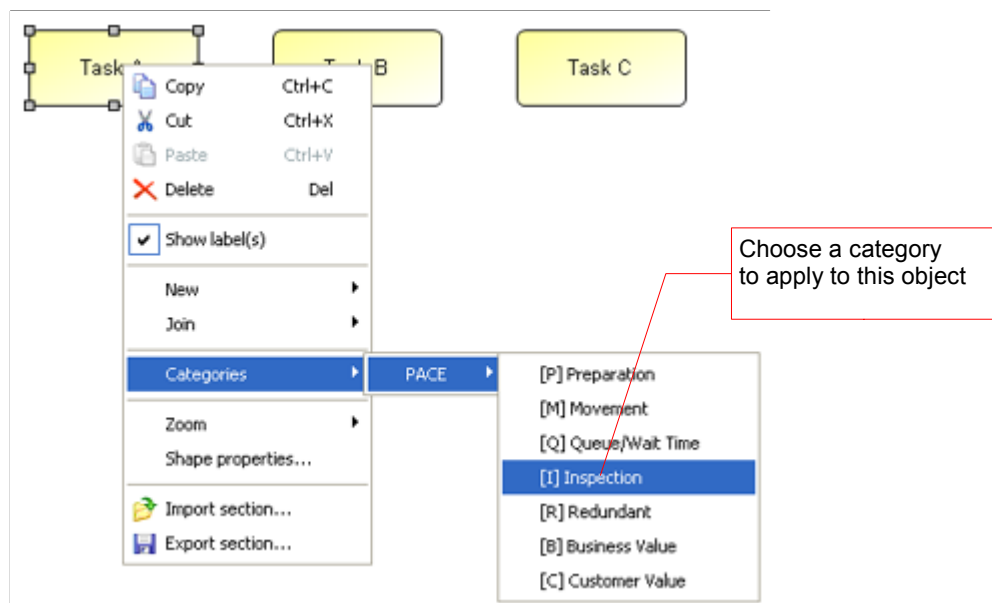 Task A
Task B
Task C
Copy Ctrl+C
Cut Ctrl+X
Paste Ctrl+V
Delete Del
Show label(s)
New
Join
Categories
PACE
[P] Preparation
[M] Movement
[Q] Queue/Wait Time
[I] Inspection
[R] Redundant
[B] Business Value
[C] Customer Value
Zoom
Shape properties...
Import section...
Export section...
Choose a category
to apply to this object